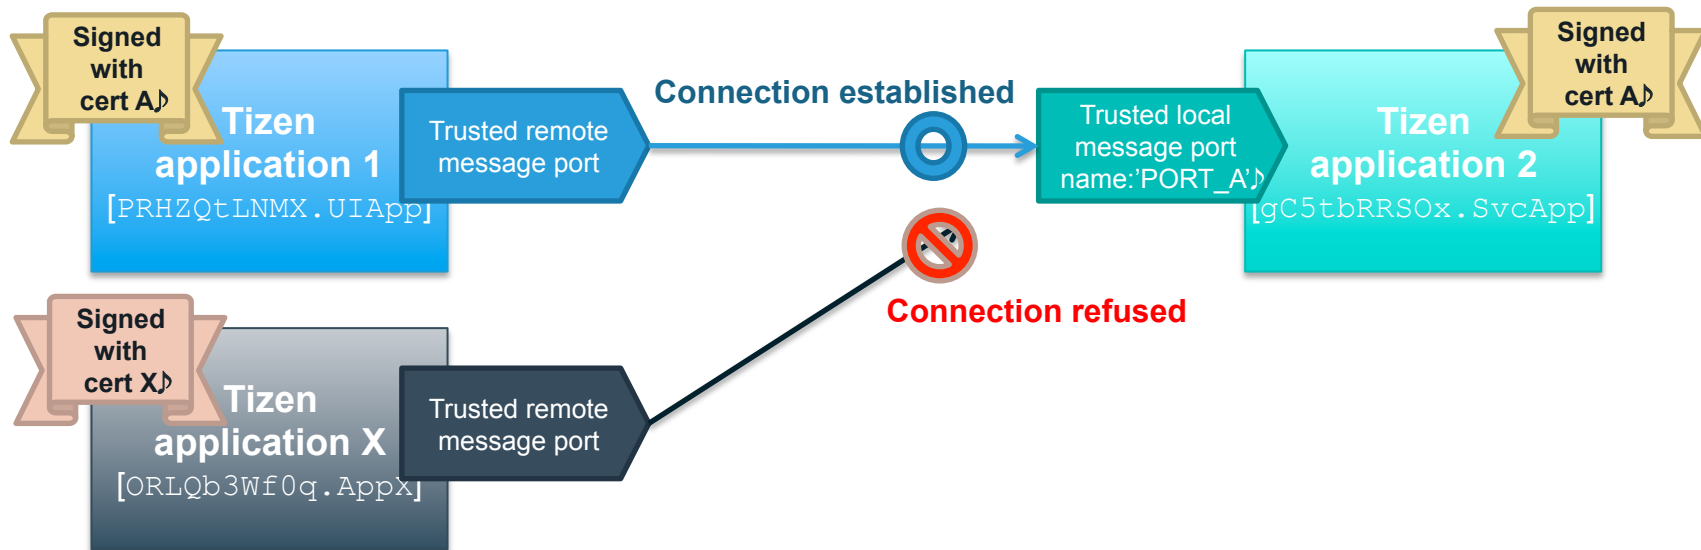 Signed
with
cert A♪
Tizen
application 1
[PRHZQtLNMX.UIApp]
Trusted remote
message port
Connection established
Trusted local
message port
name:’PORT_A’♪
Signed
with
cert A♪
Tizen
application 2
[gC5tbRRSOx.SvcApp]
Connection refused
Signed
with
cert X♪
Tizen
application X
[ORLQb3Wf0q.AppX]
Trusted remote
message port